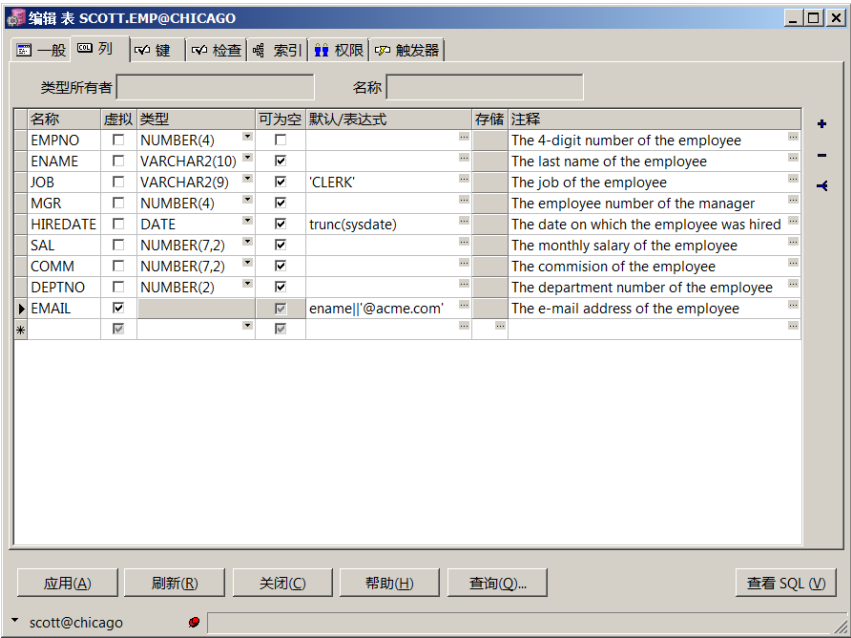 编辑 表 SCOTT.EMP@CHICAGO
一般 列 键 检查 索引 权限 触发器
类型所有者 名称
名称 虚拟 类型 可为空 默认/表达式 存储 注释
EMPNO NUMBER(4) The 4-digit number of the employee
ENAME VARCHAR2(10) The last name of the employee
JOB VARCHAR2(9) 'CLERK' The job of the employee
MGR NUMBER(4) The employee number of the manager
HIREDATE DATE trunc(sysdate) The date on which the employee was hired
SAL NUMBER(7,2) The monthly salary of the employee
COMM NUMBER(7,2) The commision of the employee
DEPTNO NUMBER(2) The department number of the employee
EMAIL ename||'@acme.com' The e-mail address of the employee
应用(A) 刷新(R) 关闭(C) 帮助(H) 查询(Q)... 查看 SQL (V)
scott@chicago